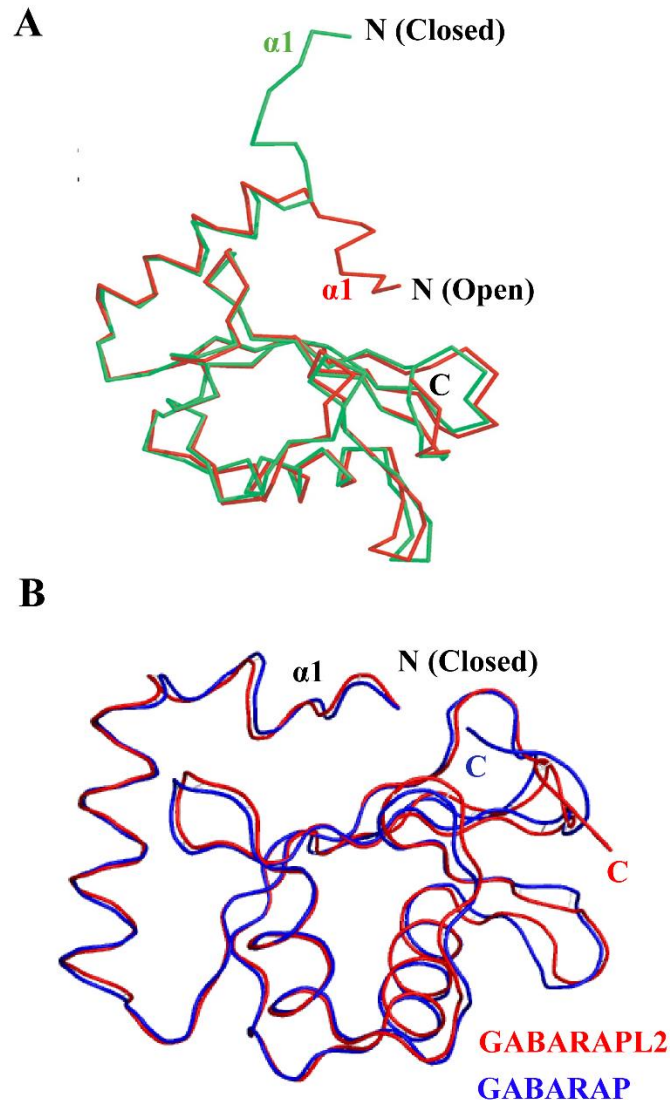 A
α1
N (Closed)
α1
N (Open)
C
B
α1
N (Closed)
C
C
GABARAPL2
GABARAP